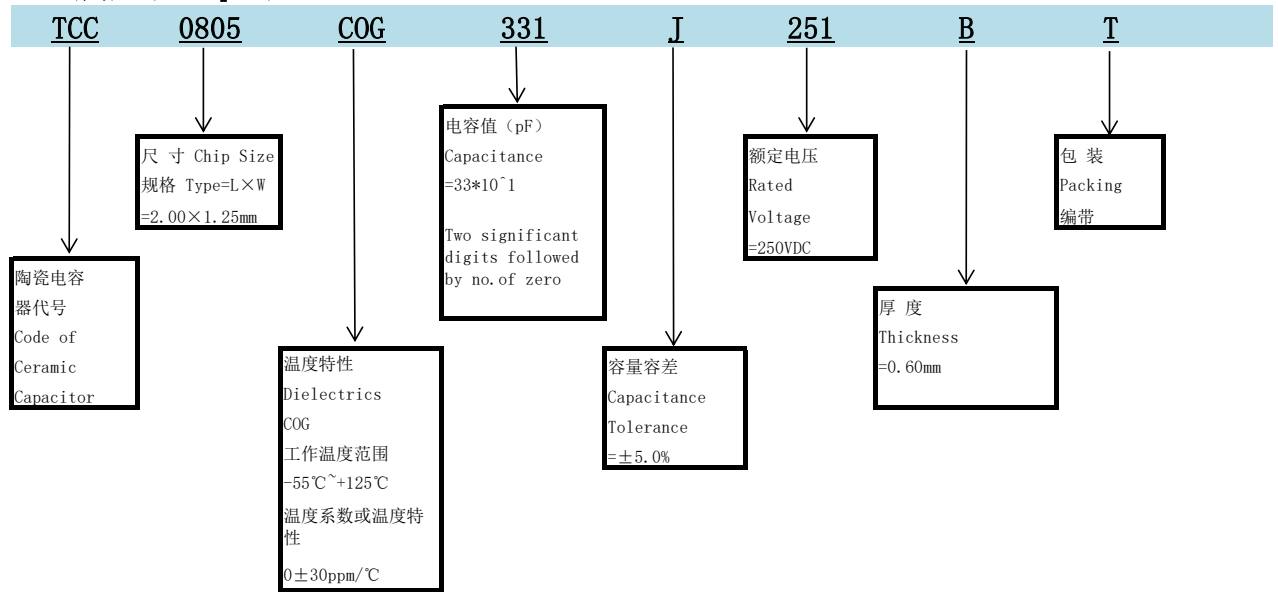 TCC 0805 COG 331 J 251 B T
尺 寸 Chip Size
规格 Type=L×W
=2.00×1.25mm
电容值（pF）
Capacitance
=33*10^1
Two significant
digits followed
by no.of zero
额定电压
Rated
Voltage
=250VDC
包 装
Packing
编带
陶瓷电容
器代号
Code of
Ceramic
Capacitor
温度特性
Dielectrics
COG
工作温度范围
-55℃~+125℃
温度系数或温度特
性
0±30ppm/℃
容量容差
Capacitance
Tolerance
=±5.0%
厚 度
Thickness
=0.60mm